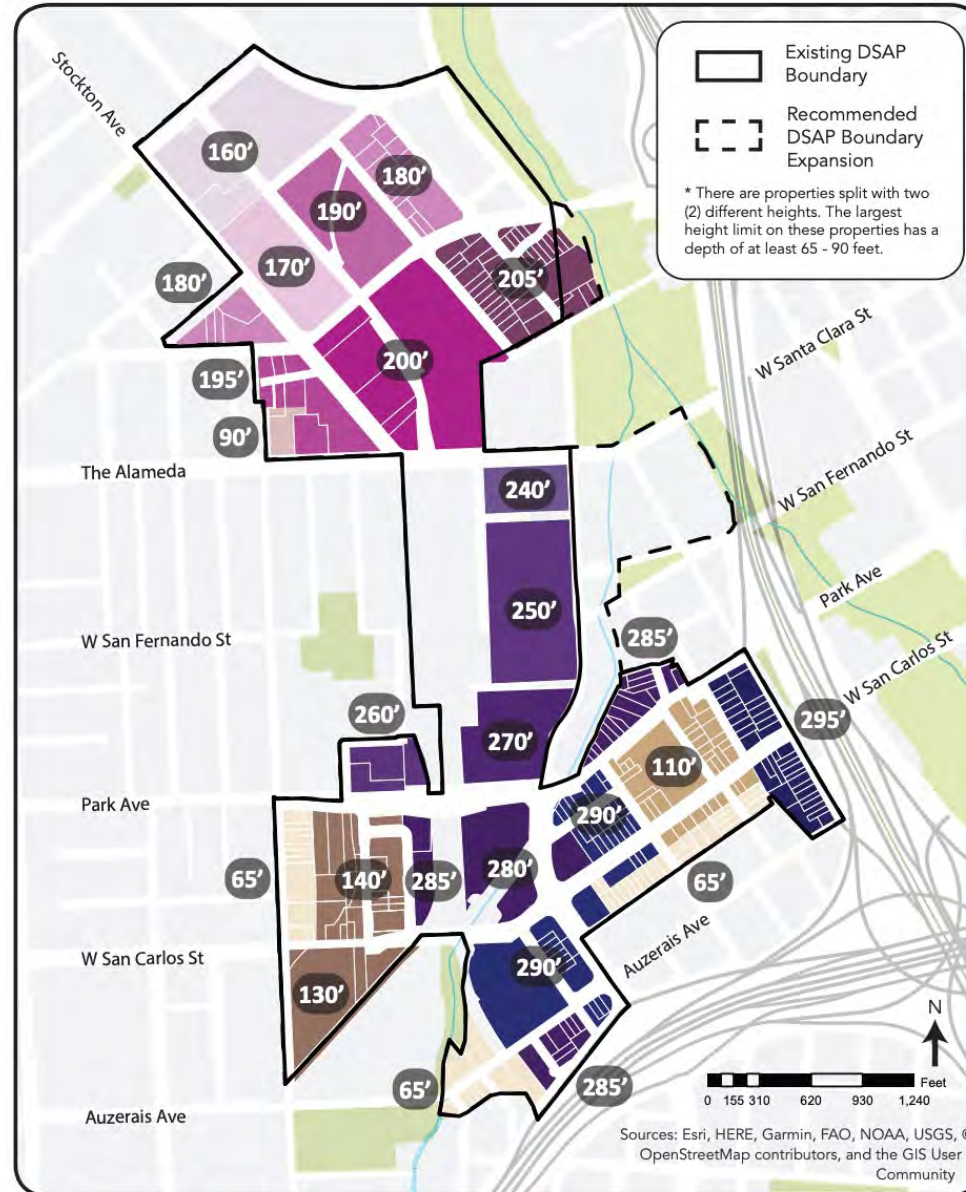 Existing DSAP
Boundary
Recommended
DSAP Boundary
Expansion
* There are properties split with two
(2) different heights. The largest
height limit on these properties has a
depth of at least 65 - 90 feet.
Stockton Ave
160’
180’
190’
170’
205’
180’
200’
195’
90’
W Santa Clara St
The Alameda
W San Fernando St
240’
250’
Park Ave
W San Fernando St
285’
W San Carlos St
260’
270’
295’
110’
Park Ave
290’
65’
140’
285’
280’
65’
Auzerais Ave
W San Carlos St
290’
130’
N
65’
285’
Auzerais Ave
Feet
0 155 310 620 930 1,240
Sources: Esri, HERE, Garmin, FAO, NOAA, USGS, ©
OpenStreetMap contributors, and the GIS User
Community